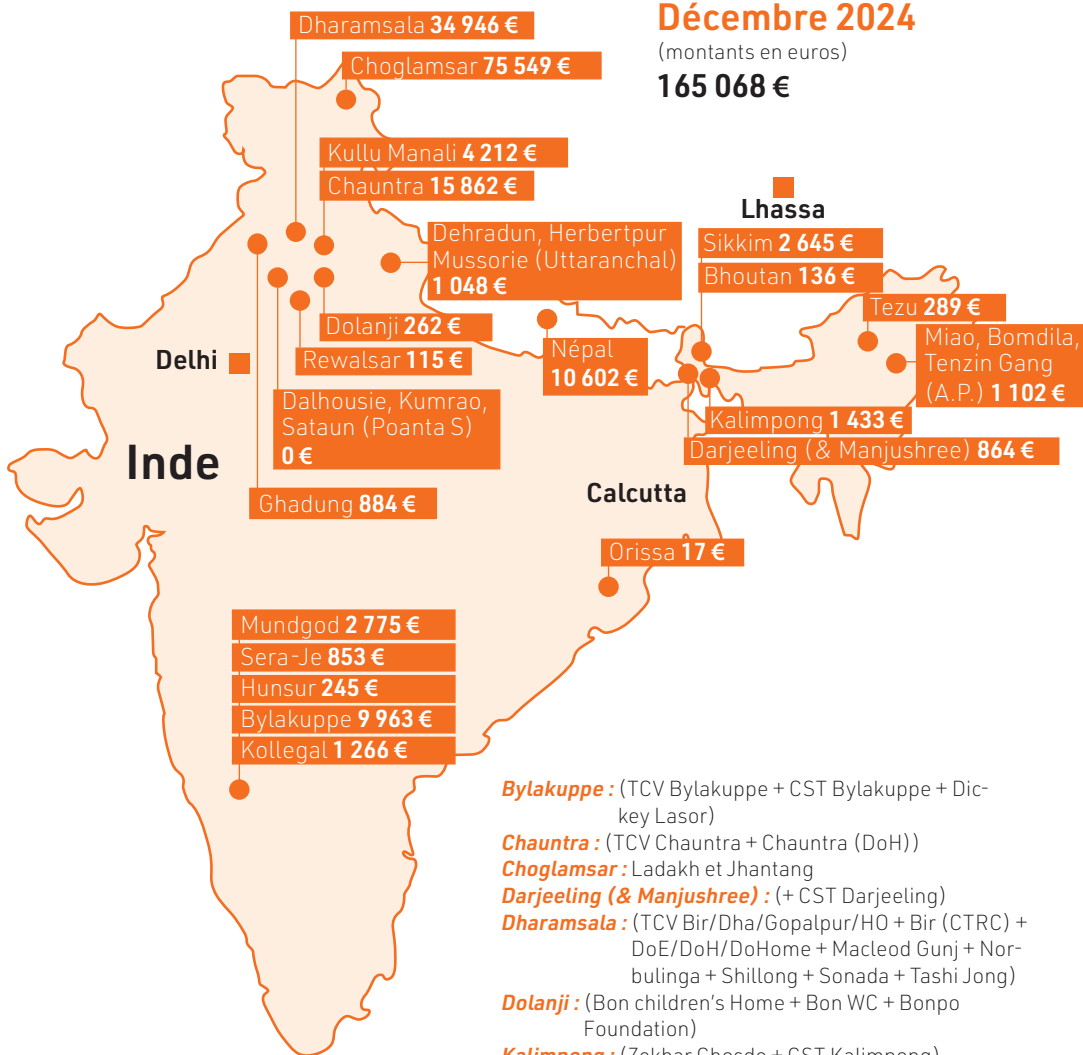 Décembre 2024
(montants en euros)
165 068 €
Dharamsala 34 946 €
Choglamsar 75 549 €
Kullu Manali 4 212 €
Chauntra 15 862 €
Lhassa
Dehradun, Herbertpur
Mussorie (Uttaranchal)
1 048 €
Sikkim 2 645 €
Bhoutan 136 €
Tezu 289 €
Miao, Bomdila,
Tenzin Gang
(A.P.) 1 102 €
Dolanji 262 €
Rewalsar 115 €
Népal
10 602 €
Delhi
Dalhousie, Kumrao,
Sataun (Poanta S)
0 €
Kalimpong 1 433 €
Darjeeling (& Manjushree) 864 €
Inde
Ghadung 884 €
Calcutta
Orissa 17 €
Mundgod 2 775 €
Sera-Je 853 €
Hunsur 245 €
Bylakuppe 9 963 €
Kollegal 1 266 €
Bylakuppe : (TCV Bylakuppe + CST Bylakuppe + Dic-
key Lasor)
Chauntra : (TCV Chauntra + Chauntra (DoH))
Choglamsar : Ladakh et Jhantang
Darjeeling (& Manjushree) : (+ CST Darjeeling)
Dharamsala : (TCV Bir/Dha/Gopalpur/HO + Bir (CTRC) +
DoE/DoH/DoHome + Macleod Gunj + Nor-
bulinga + Shillong + Sonada + Tashi Jong)
Dolanji : (Bon children's Home + Bon WC + Bonpo
Foundation)
Kalimpong : (Zekhar Chosde + CST Kalimpong)